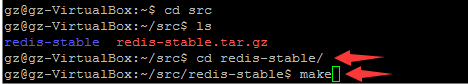 gz@gz-VirtualBox:~$ cd src
gz@gz-VirtualBox:~/src$ ls
redis-stable  redis-stable.tar.gz
gz@gz-VirtualBox:~/src$ cd redis-stable/
gz@gz-VirtualBox:~/src/redis-stable$ make